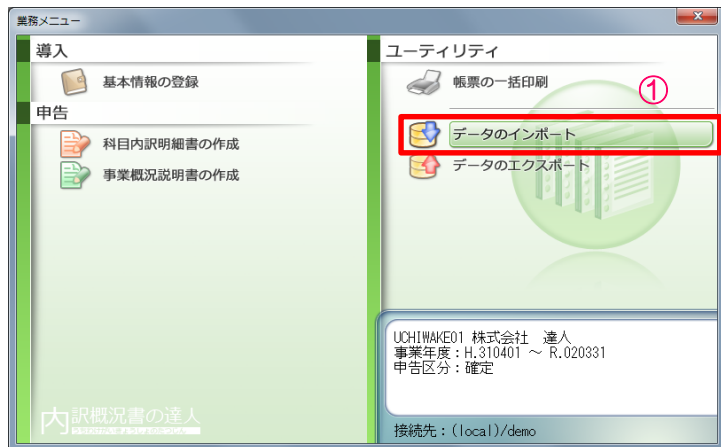 業務メニュー
導入
基本情報の登録
申告
科目内訳明細書の作成
事業概況説明書の作成
ユーティリティ
帳票の一括印刷
①
データのインポート
データのエクスポート
UCHIWAKE01 株式会社　達人
事業年度：H.310401 ～ R.020331
申告区分：確定
接続先：(local)/demo
内訳概況書の達人